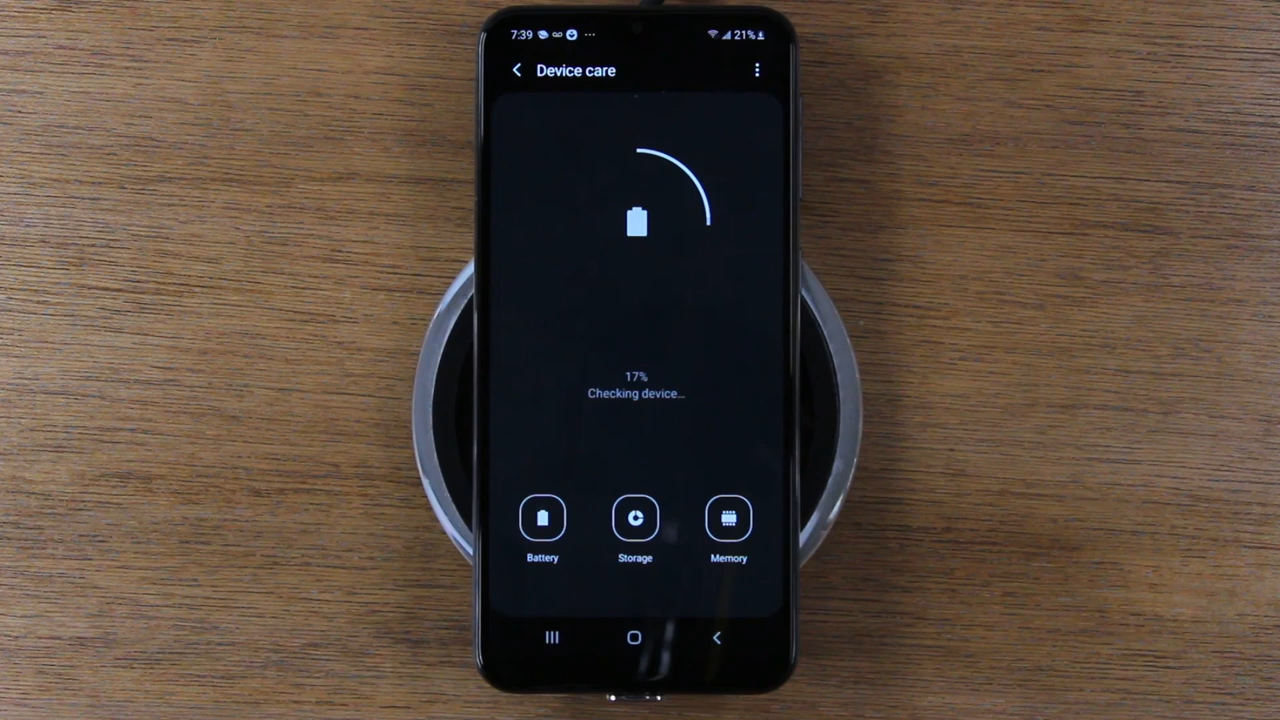 7:39 21%
Device care
17%
Checking device...
Battery Storage Memory